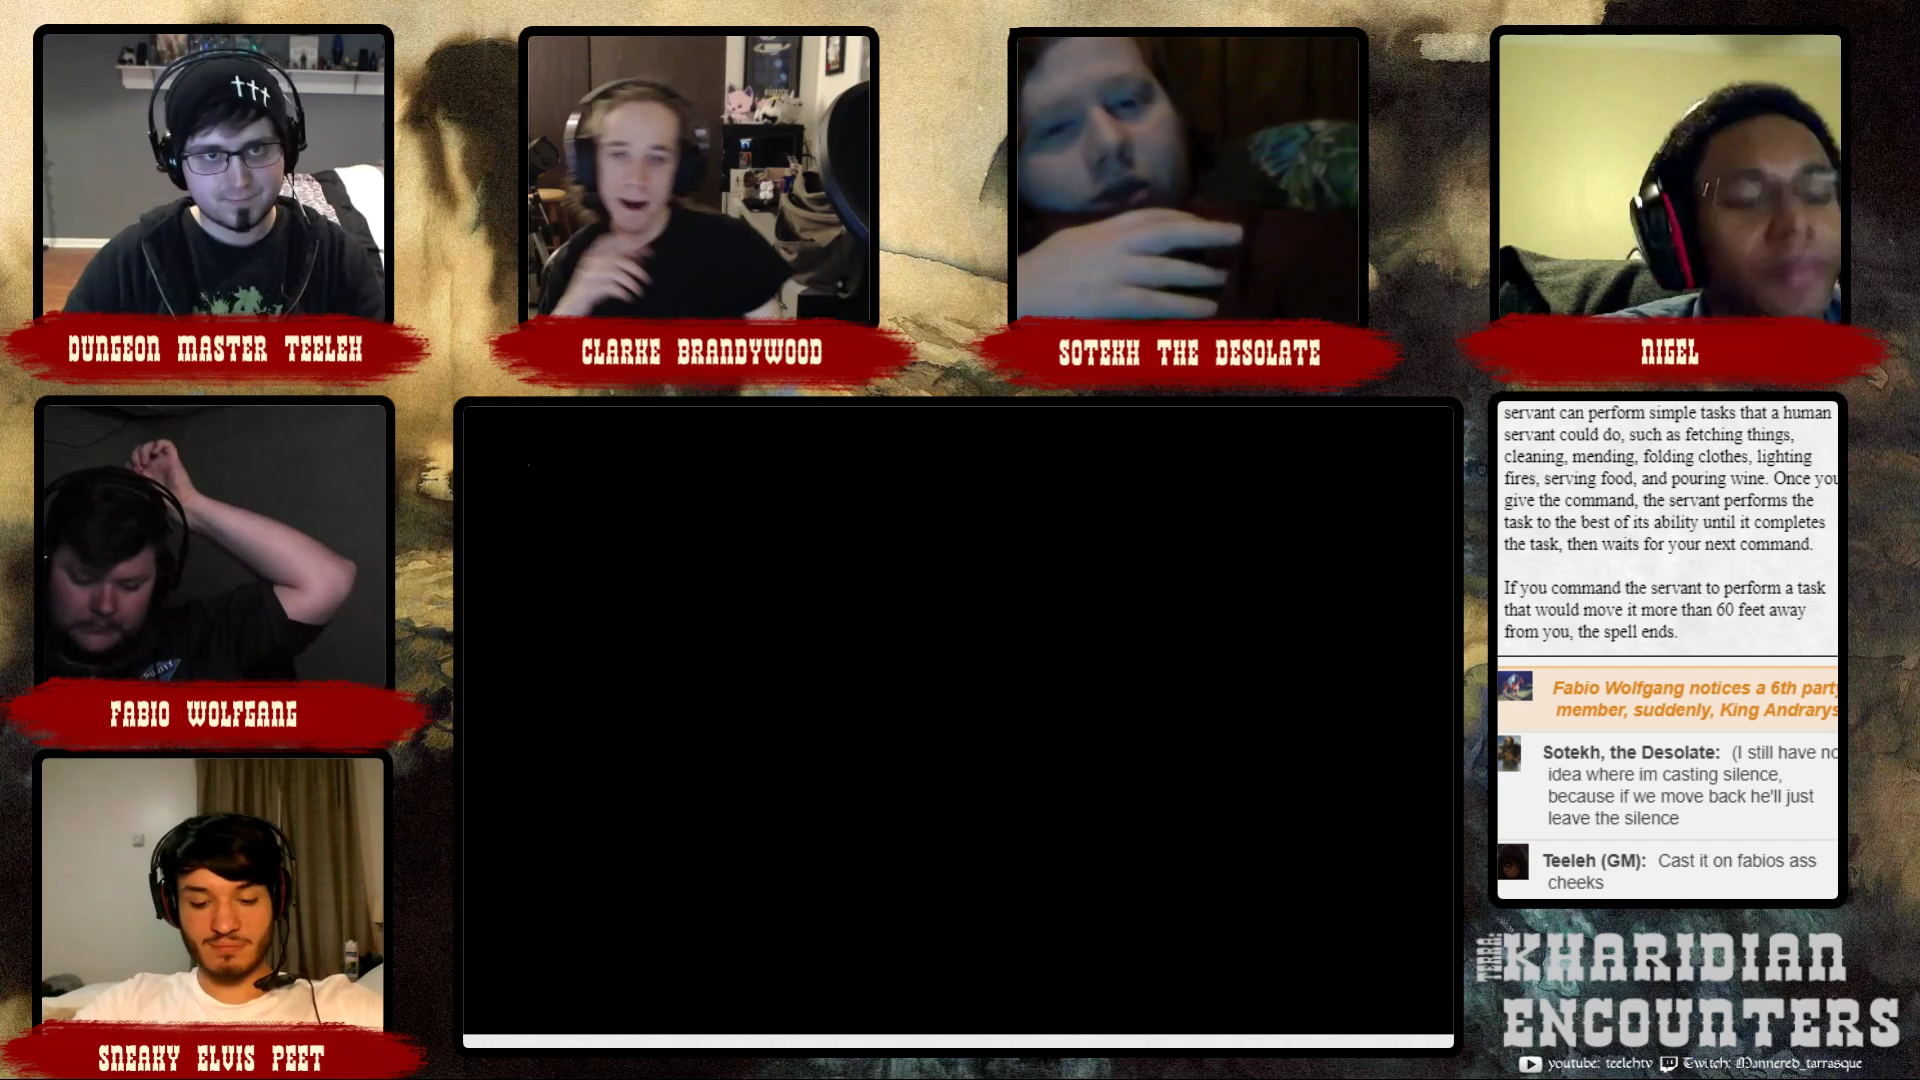 DUNGEON MASTER TEELEH
CLARKE BRANDYWOOD
SOTEKH THE DESOLATE
NIGEL
FABIO WOLFGANG
SNEAKY ELVIS PEET
servant can perform simple tasks that a human
servant could do, such as fetching things,
cleaning, mending, folding clothes, lighting
fires, serving food, and pouring wine. Once you
give the command, the servant performs the
task to the best of its ability until it completes
the task, then waits for your next command.
If you command the servant to perform a task
that would move it more than 60 feet away
from you, the spell ends.
Fabio Wolfgang notices a 6th party
member, suddenly, King Andrarys
Sotekh, the Desolate: (I still have no
idea where im casting silence,
because if we move back he'll just
leave the silence
Teeleh (GM): Cast it on fabios ass
cheeks
TERRA:
KHARIDIAN
ENCOUNTERS
youtube: teelehtv Twitch: Mannered_tarrasque